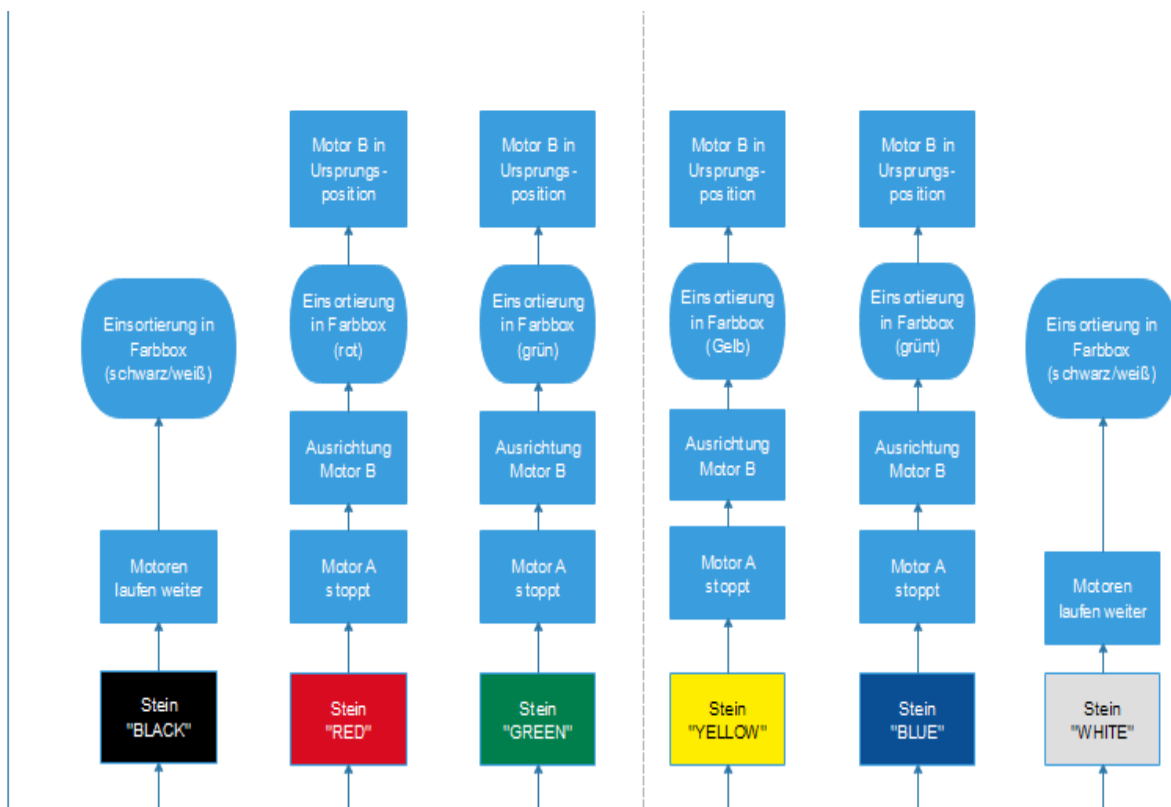 Motor B in
Ursprungs-
position
Motor B in
Ursprungs-
position
Motor B in
Ursprungs-
position
Motor B in
Ursprungs-
position
Einsortierung in
Farbbox
(schwarz/weiß)
Einsortierung
in Farbbox
(rot)
Einsortierung
in Farbbox
(grün)
Einsortierung
in Farbbox
(Gelb)
Einsortierung
in Farbbox
(grünt)
Einsortierung in
Farbbox
(schwarz/weiß)
Ausrichtung
Motor B
Ausrichtung
Motor B
Ausrichtung
Motor B
Ausrichtung
Motor B
Motoren
laufen weiter
Motor A
stoppt
Motor A
stoppt
Motor A
stoppt
Motor A
stoppt
Motoren
laufen weiter
Stein
"BLACK"
Stein
"RED"
Stein
"GREEN"
Stein
"YELLOW"
Stein
"BLUE"
Stein
"WHITE"